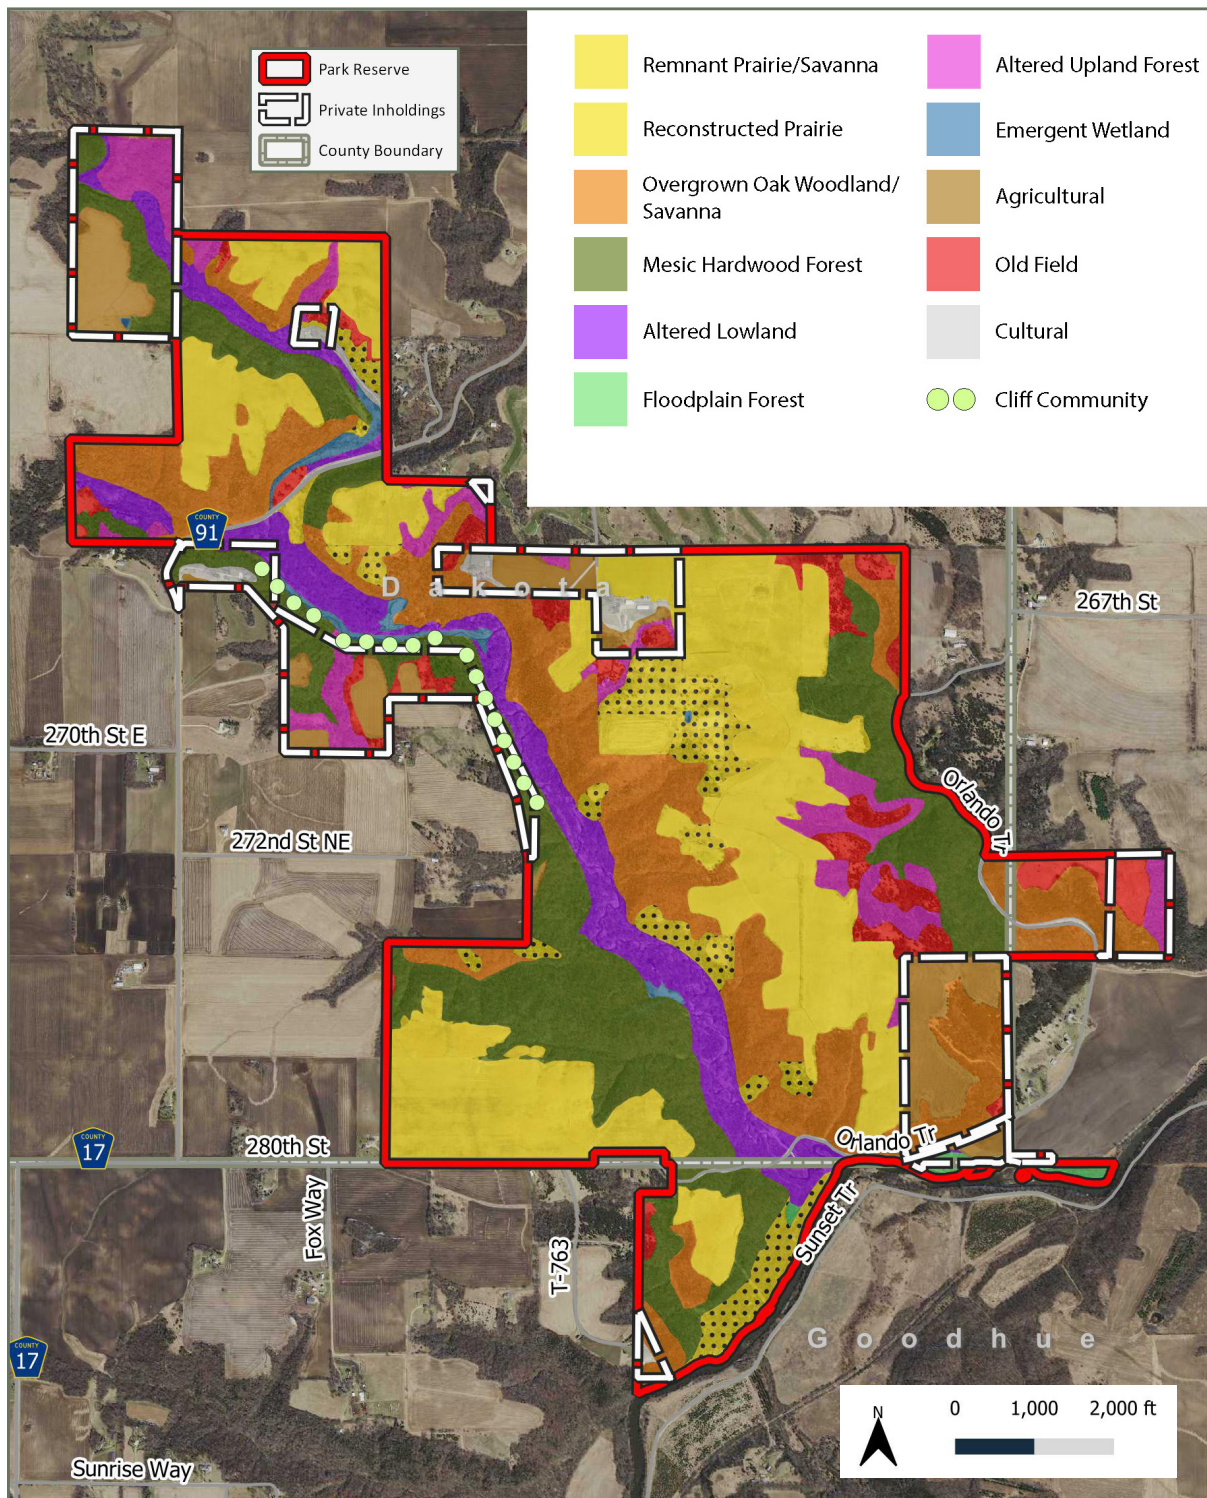 Park Reserve
Private Inholdings
County Boundary
Remnant Prairie/Savanna
Reconstructed Prairie
Overgrown Oak Woodland/
Savanna
Mesic Hardwood Forest
Altered Lowland
Floodplain Forest
Altered Upland Forest
Emergent Wetland
Agricultural
Old Field
Cultural
Cliff Community
COUNTY
91
Dakota
267th St
270th St E
Orlando Tr
272nd St NE
COUNTY
17
280th St
Orlando Tr
Fox Way
T-763
Sunset Tr
Goodhue
COUNTY
17
Sunrise Way
N
0 1,000 2,000 ft